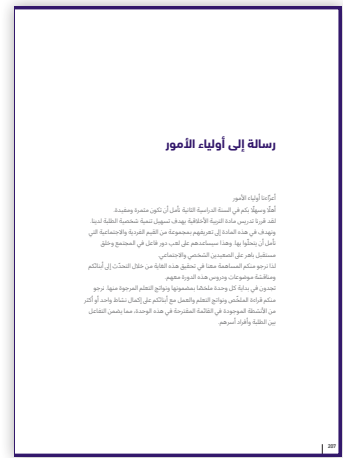 رسالة إلى أولياء الأمور
أعزّاءنا أولياء الأمور
أهلًا وسهلًا بكم في السنة الدراسية الثانية نأمل أن تكون مثمرة ومفيدة.
لقد قررنا تدريس مادة التربية الأخلاقية بهدف تسهيل تنمية شخصية الطلبة لدينا.
ونهدف في هذه المادة إلى تعريفهم بمجموعة من القيم الفردية والاجتماعية التي
نأمل أن يتحلّوا بها. وهذا سيساعدهم على لعب دور فاعل في المجتمع وخلق
مستقبل باهر على الصعيدين الشخصي والاجتماعي.
لذا نرجو منكم المساهمة معنا في تحقيق هذه الغاية من خلال التحدّث إلى أبنائكم
ومناقشة موضوعات ودروس هذه الدورة معهم.
تجدون في بداية كل وحدة ملخصًا بمضمونها ونواتج التعلم المرجوة منها. نرجو
منكم قراءة الملخّص ونواتج التعلم والعمل مع أبنائكم على إكمال نشاط واحد أو أكثر
من الأنشطة الموجودة في القائمة المقترحة في هذه الوحدة، مما يضمن التفاعل
بين الطلبة وأفراد أسرهم.
207